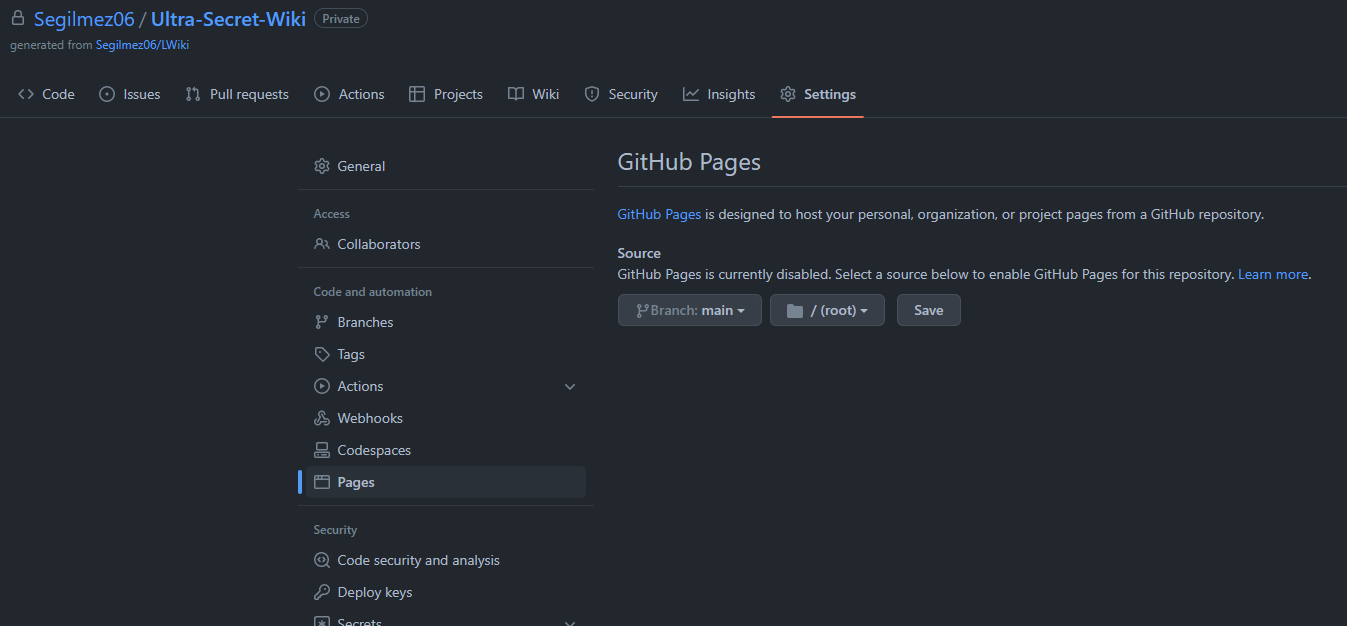 Segilmez06 / Ultra-Secret-Wiki Private
generated from Segilmez06/LWiki
Code Issues Pull requests Actions Projects Wiki Security Insights Settings
General
Access
Collaborators
Code and automation
Branches
Tags
Actions
Webhooks
Codespaces
Pages
Security
Code security and analysis
Deploy keys
Secrets
GitHub Pages
GitHub Pages is designed to host your personal, organization, or project pages from a GitHub repository.
Source
GitHub Pages is currently disabled. Select a source below to enable GitHub Pages for this repository. Learn more.
Branch: main / (root) Save